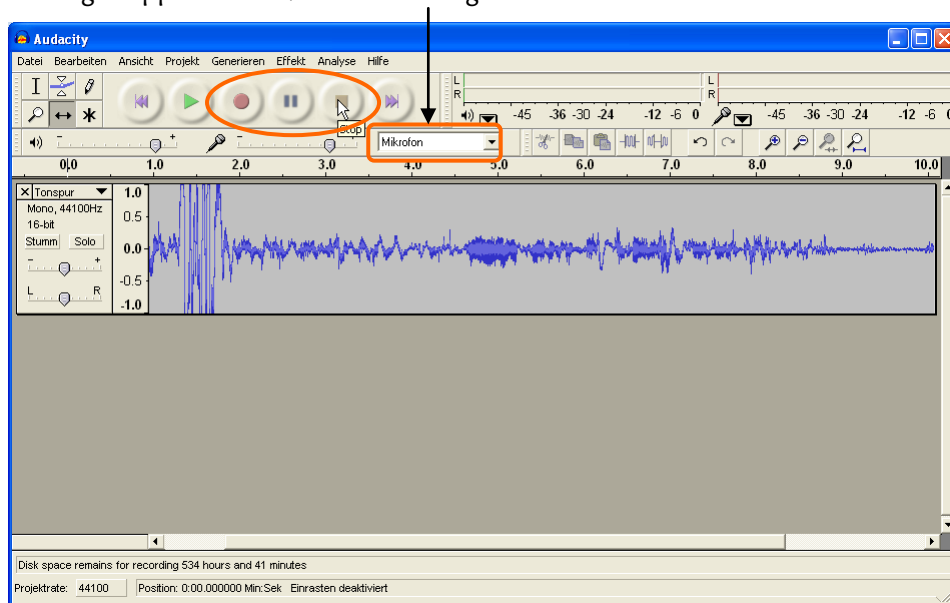 Audacity
Datei Bearbeiten Ansicht Projekt Generieren Effekt Analyse Hilfe
L
R
-45 -36 -30 -24 -12 -6 0
L
R
-45 -36 -30 -24 -12 -6 0
Stop
- +
- +
Mikrofon
0,0 1.0 2.0 3.0 4.0 5.0 6.0 7.0 8.0 9.0 10.0
X Tonspur
Mono, 44100Hz
16-bit
Stumm Solo
- +
L R
1.0
0.5
0.0
-0.5
-1.0
Disk space remains for recording 534 hours and 41 minutes
Projektrate: 44100 Position: 0:00.000000 Min:Sek Einrasten deaktiviert